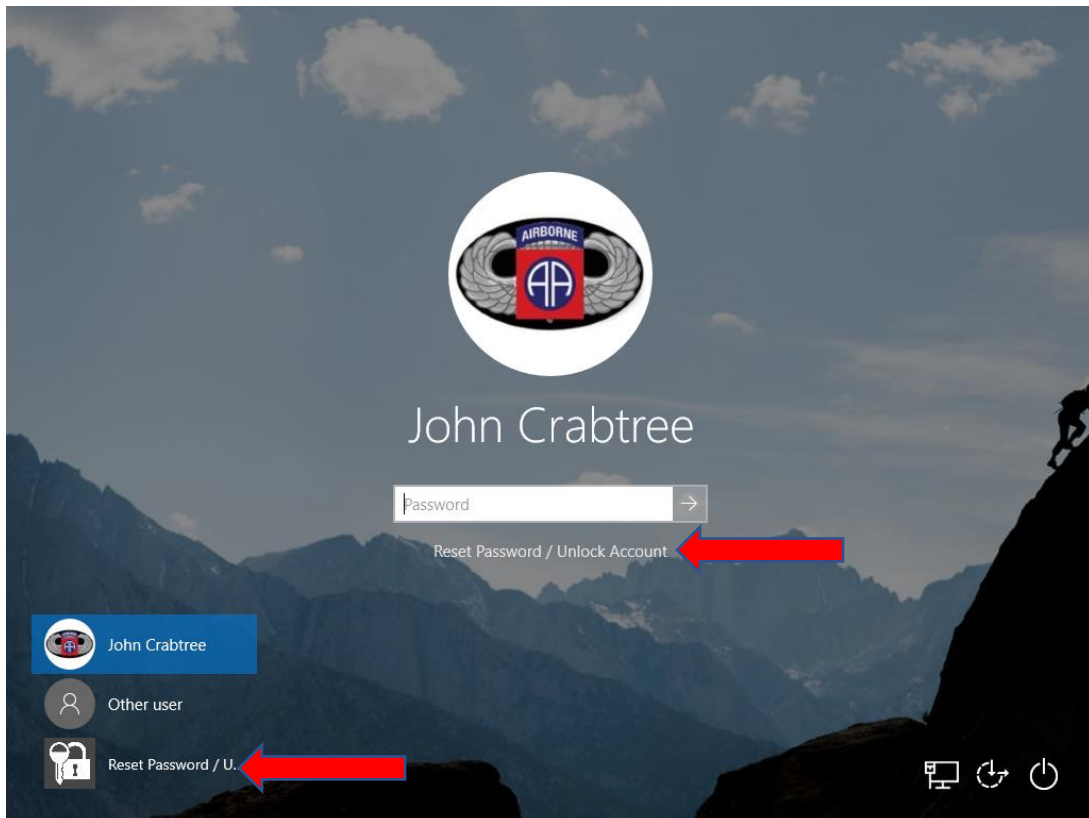 AIRBORNE
AA
John Crabtree
Password
Reset Password / Unlock Account
John Crabtree
Other user
Reset Password / U...